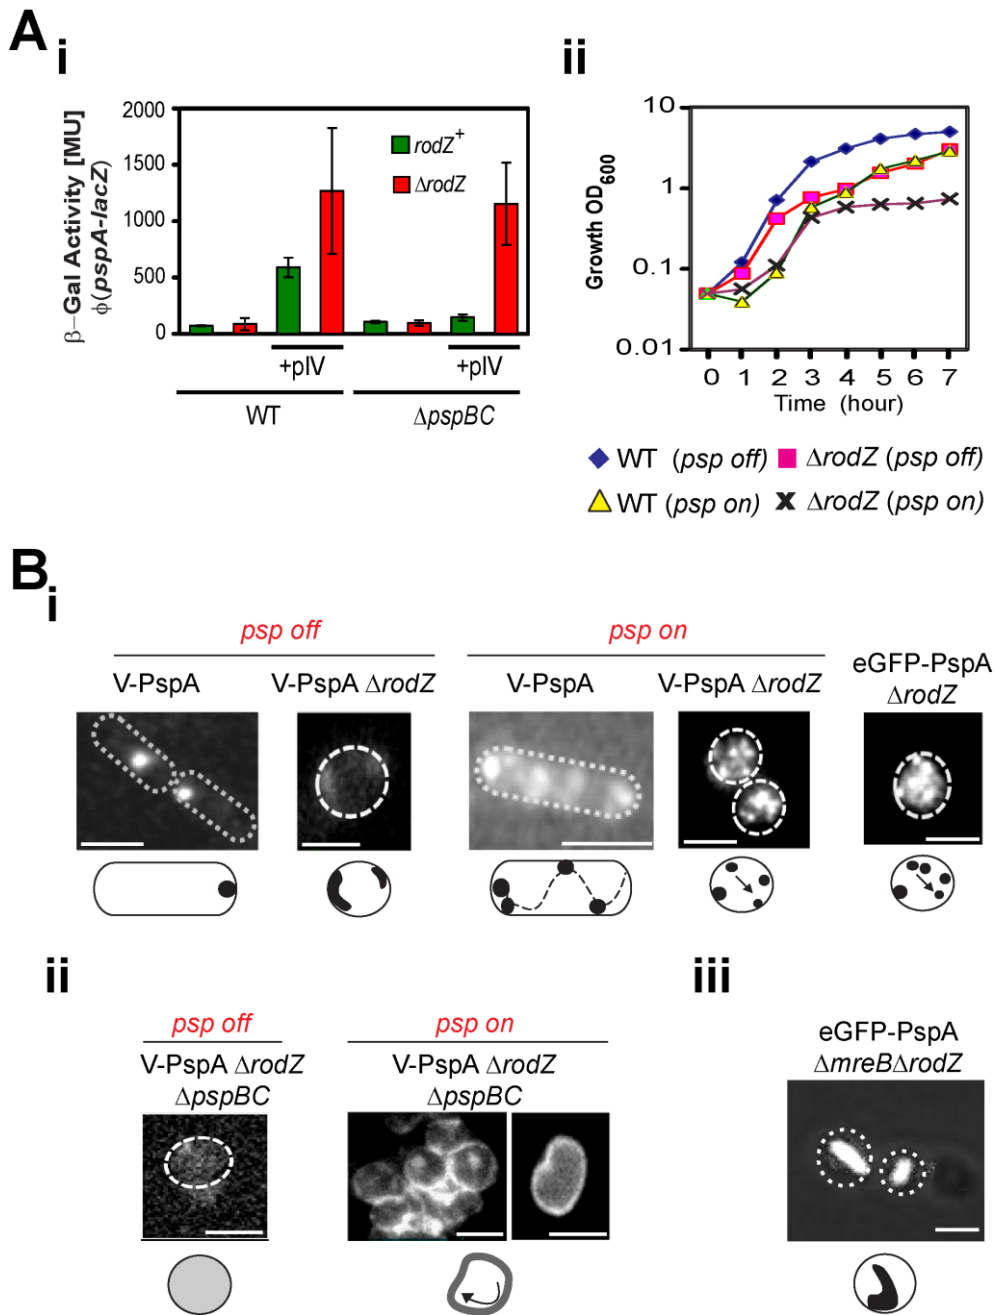 A
i
β–Gal Activity [MU]
ϕ(pspA-lacZ)
2000
1500
1000
500
0
rodZ+
ΔrodZ
+pIV
+pIV
WT
ΔpspBC
ii
Growth OD600
10
1
0.1
0.01
0 1 2 3 4 5 6 7
Time (hour)
WT (psp off)
ΔrodZ (psp off)
WT (psp on)
ΔrodZ (psp on)
B
i
psp off
psp on
V-PspA
V-PspA ΔrodZ
V-PspA
V-PspA ΔrodZ
eGFP-PspA
ΔrodZ
ii
psp off
V-PspA ΔrodZ
ΔpspBC
psp on
V-PspA ΔrodZ
ΔpspBC
iii
eGFP-PspA
ΔmreBΔrodZ